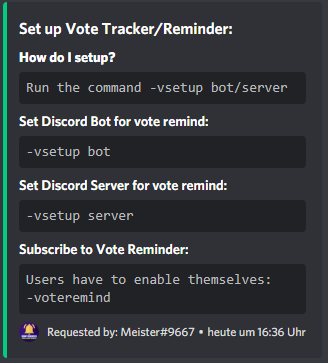 Set up Vote Tracker/Reminder:
How do I setup?
Run the command -vsetup bot/server
Set Discord Bot for vote remind:
-vsetup bot
Set Discord Server for vote remind:
-vsetup server
Subscribe to Vote Reminder:
Users have to enable themselves:
-voteremind
Requested by: Meister#9667 • heute um 16:36 Uhr